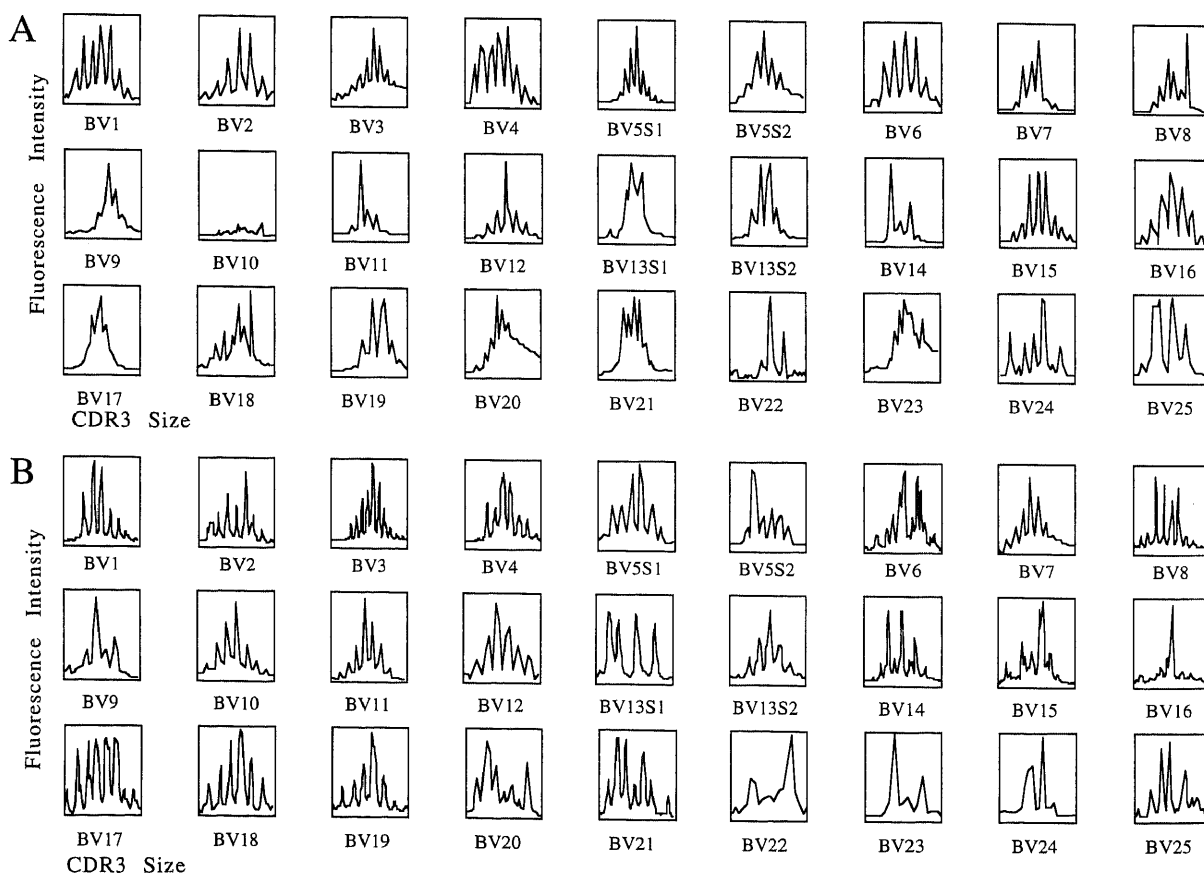 A
Fluorescence Intensity
BV1 BV2 BV3 BV4 BV5S1 BV5S2 BV6 BV7 BV8
BV9 BV10 BV11 BV12 BV13S1 BV13S2 BV14 BV15 BV16
BV17 BV18 BV19 BV20 BV21 BV22 BV23 BV24 BV25
CDR3 Size
B
Fluorescence Intensity
BV1 BV2 BV3 BV4 BV5S1 BV5S2 BV6 BV7 BV8
BV9 BV10 BV11 BV12 BV13S1 BV13S2 BV14 BV15 BV16
BV17 BV18 BV19 BV20 BV21 BV22 BV23 BV24 BV25
CDR3 Size